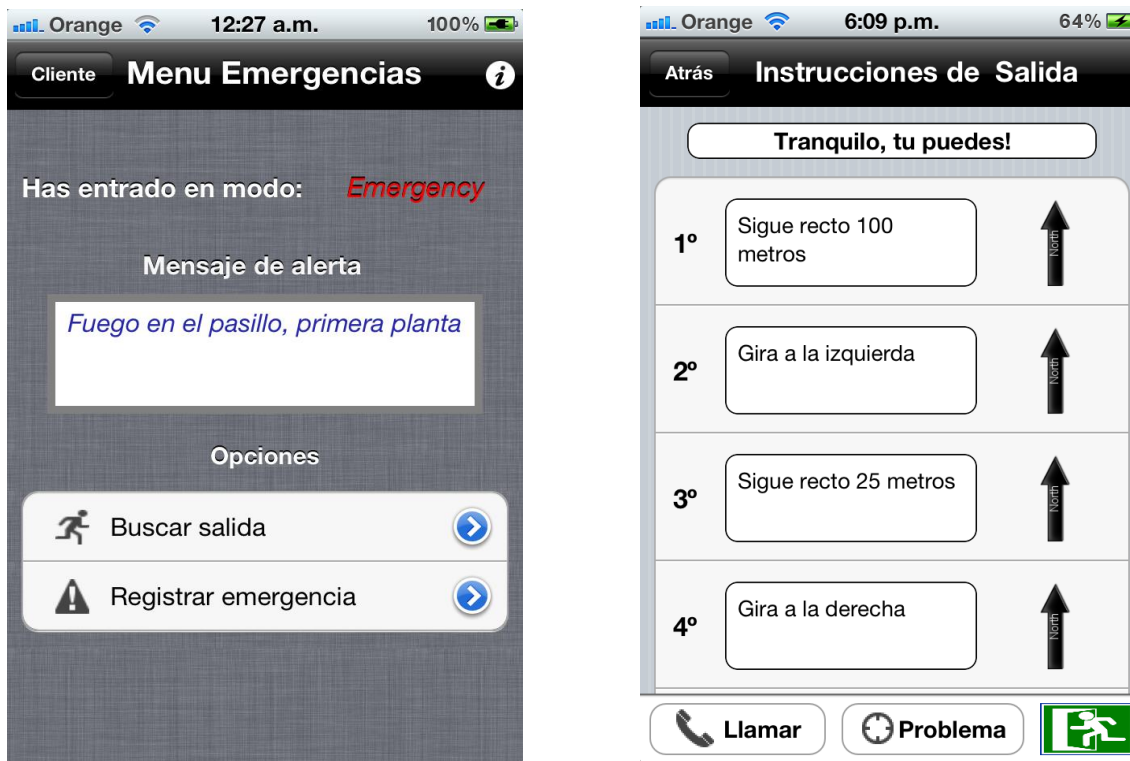 Orange 12:27 a.m. 100%
Cliente Menu Emergencias i
Has entrado en modo: Emergency
Mensaje de alerta
Fuego en el pasillo, primera planta
Opciones
Buscar salida
Registrar emergencia
Orange 6:09 p.m. 64%
Atrás Instrucciones de Salida
Tranquilo, tu puedes!
1º Sigue recto 100
metros
North
2º Gira a la izquierda
North
3º Sigue recto 25 metros
North
4º Gira a la derecha
North
Llamar Problema